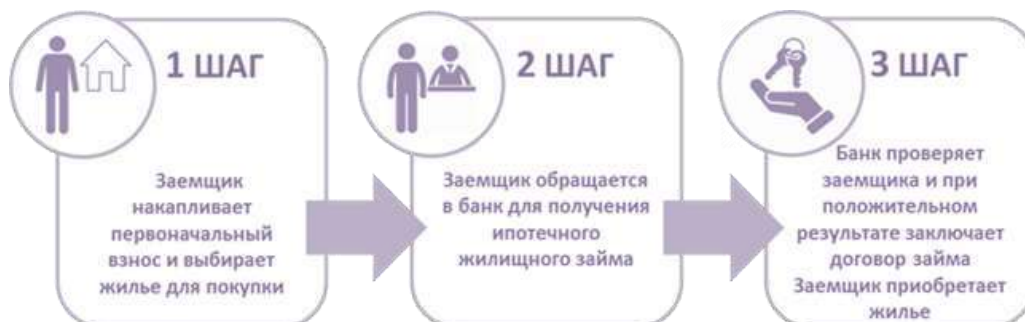 1 ШАГ
Заемщик
накапливает
первоначальный
взнос и выбирает
жилье для покупки
2 ШАГ
Заемщик обращается
в банк для получения
ипотечного
жилищного займа
3 ШАГ
Банк проверяет
заемщика и при
положительном
результате заключает
договор займа
Заемщик приобретает
жилье